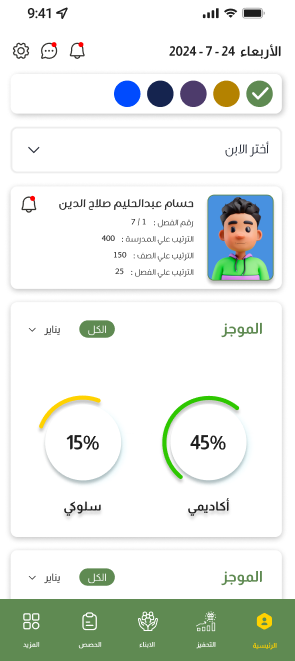 9:41
الأربعاء 24 - 7 - 2024
أختر الابن
حسام عبدالحليم صلاح الدين
رقم الفصل : 1 / 7
الترتيب علي المدرسة : 400
الترتيب علي الصف : 150
الترتيب علي الفصل : 25
الموجز الكل يناير
45% 15%
أكاديمي سلوكي
الموجز الكل يناير
الرئيسية التحفيز الابناء الحصص المزيد